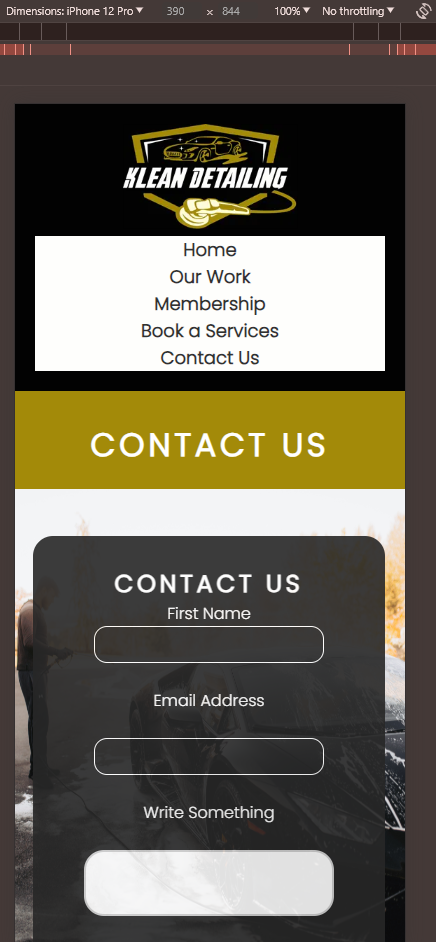 Dimensions: iPhone 12 Pro 390 × 844 100% No throttling
KLEAN DETAILING
Home
Our Work
Membership
Book a Services
Contact Us
CONTACT US
CONTACT US
First Name
Email Address
Write Something